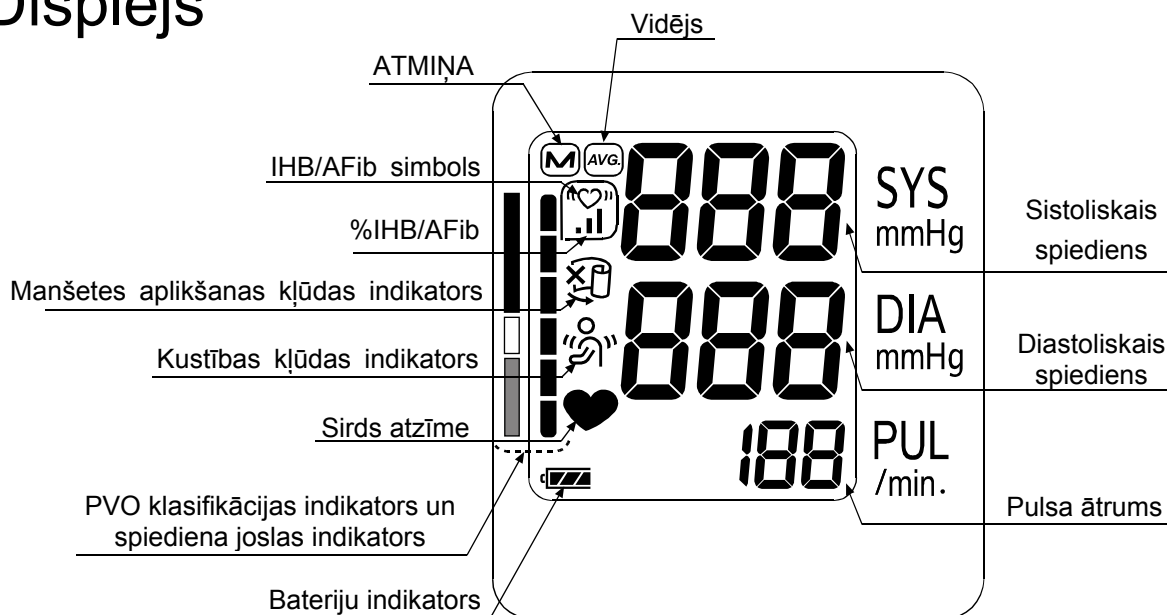 Displejs
Vidējs
ATMIŅA
IHB/AFib simbols
%IHB/AFib
Manšetes aplikšanas kļūdas indikators
Kustības kļūdas indikators
Sirds atzīme
PVO klasifikācijas indikators un
spiediena joslas indikators
Bateriju indikators
M AVG.
888 SYS
mmHg
888 DIA
mmHg
188 PUL
/min.
Sistoliskais
spiediens
Diastoliskais
spiediens
Pulsa ātrums